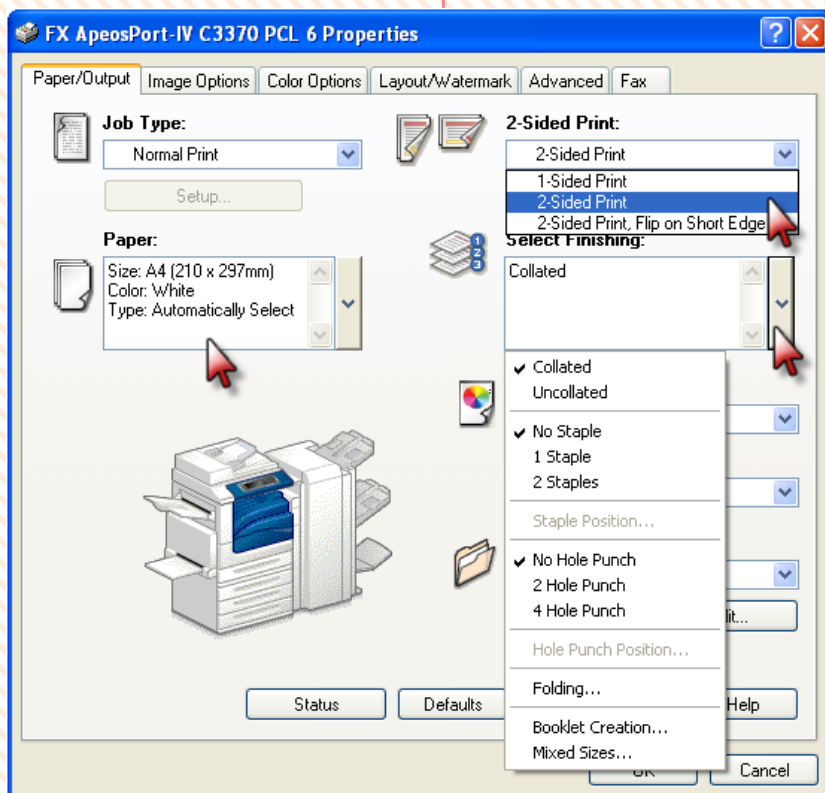 FX ApeosPort-IV C3370 PCL 6 Properties
Paper/Output
Image Options
Color Options
Layout/Watermark
Advanced
Fax
Job Type:
Normal Print
Setup...
2-Sided Print:
2-Sided Print
1-Sided Print
2-Sided Print
2-Sided Print, Flip on Short Edge
Paper:
Size: A4 (210 x 297mm)
Color: White
Type: Automatically Select
Select Finishing:
Collated
1
2
3
Collated
Uncollated
No Staple
1 Staple
2 Staples
Staple Position...
No Hole Punch
2 Hole Punch
4 Hole Punch
Hole Punch Position...
Folding...
Booklet Creation...
Mixed Sizes...
Status
Defaults
Help
OK
Cancel